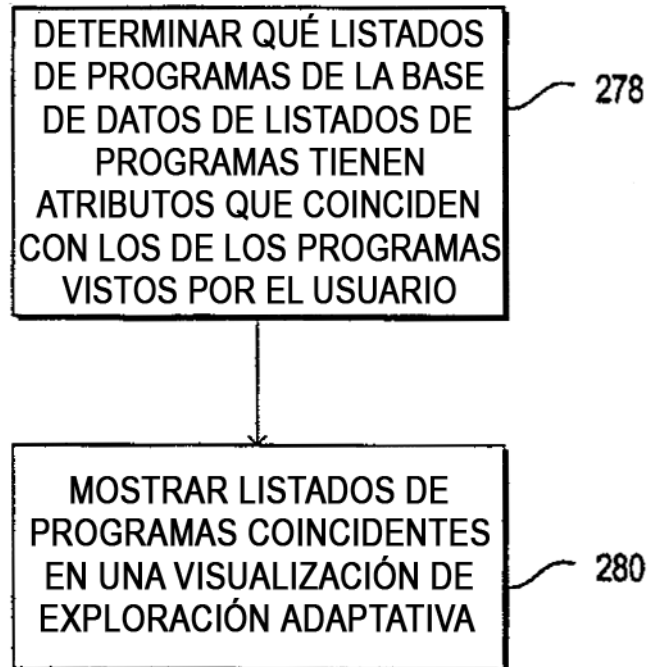 DETERMINAR QUÉ LISTADOS
DE PROGRAMAS DE LA BASE
DE DATOS DE LISTADOS DE
PROGRAMAS TIENEN
ATRIBUTOS QUE COINCIDEN
CON LOS DE LOS PROGRAMAS
VISTOS POR EL USUARIO
278
MOSTRAR LISTADOS DE
PROGRAMAS COINCIDENTES
EN UNA VISUALIZACIÓN DE
EXPLORACIÓN ADAPTATIVA
280